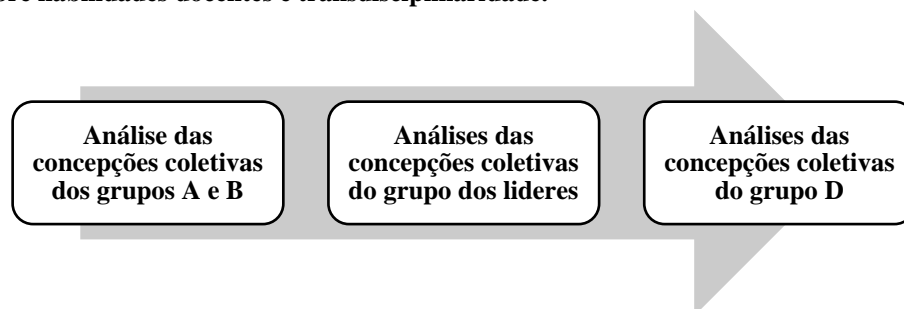 habilidades docentes e transdisciplinaridade.
Análise das
concepções coletivas
dos grupos A e B
Análises das
concepções coletivas
do grupo dos lideres
Análises das
concepções coletivas
do grupo D